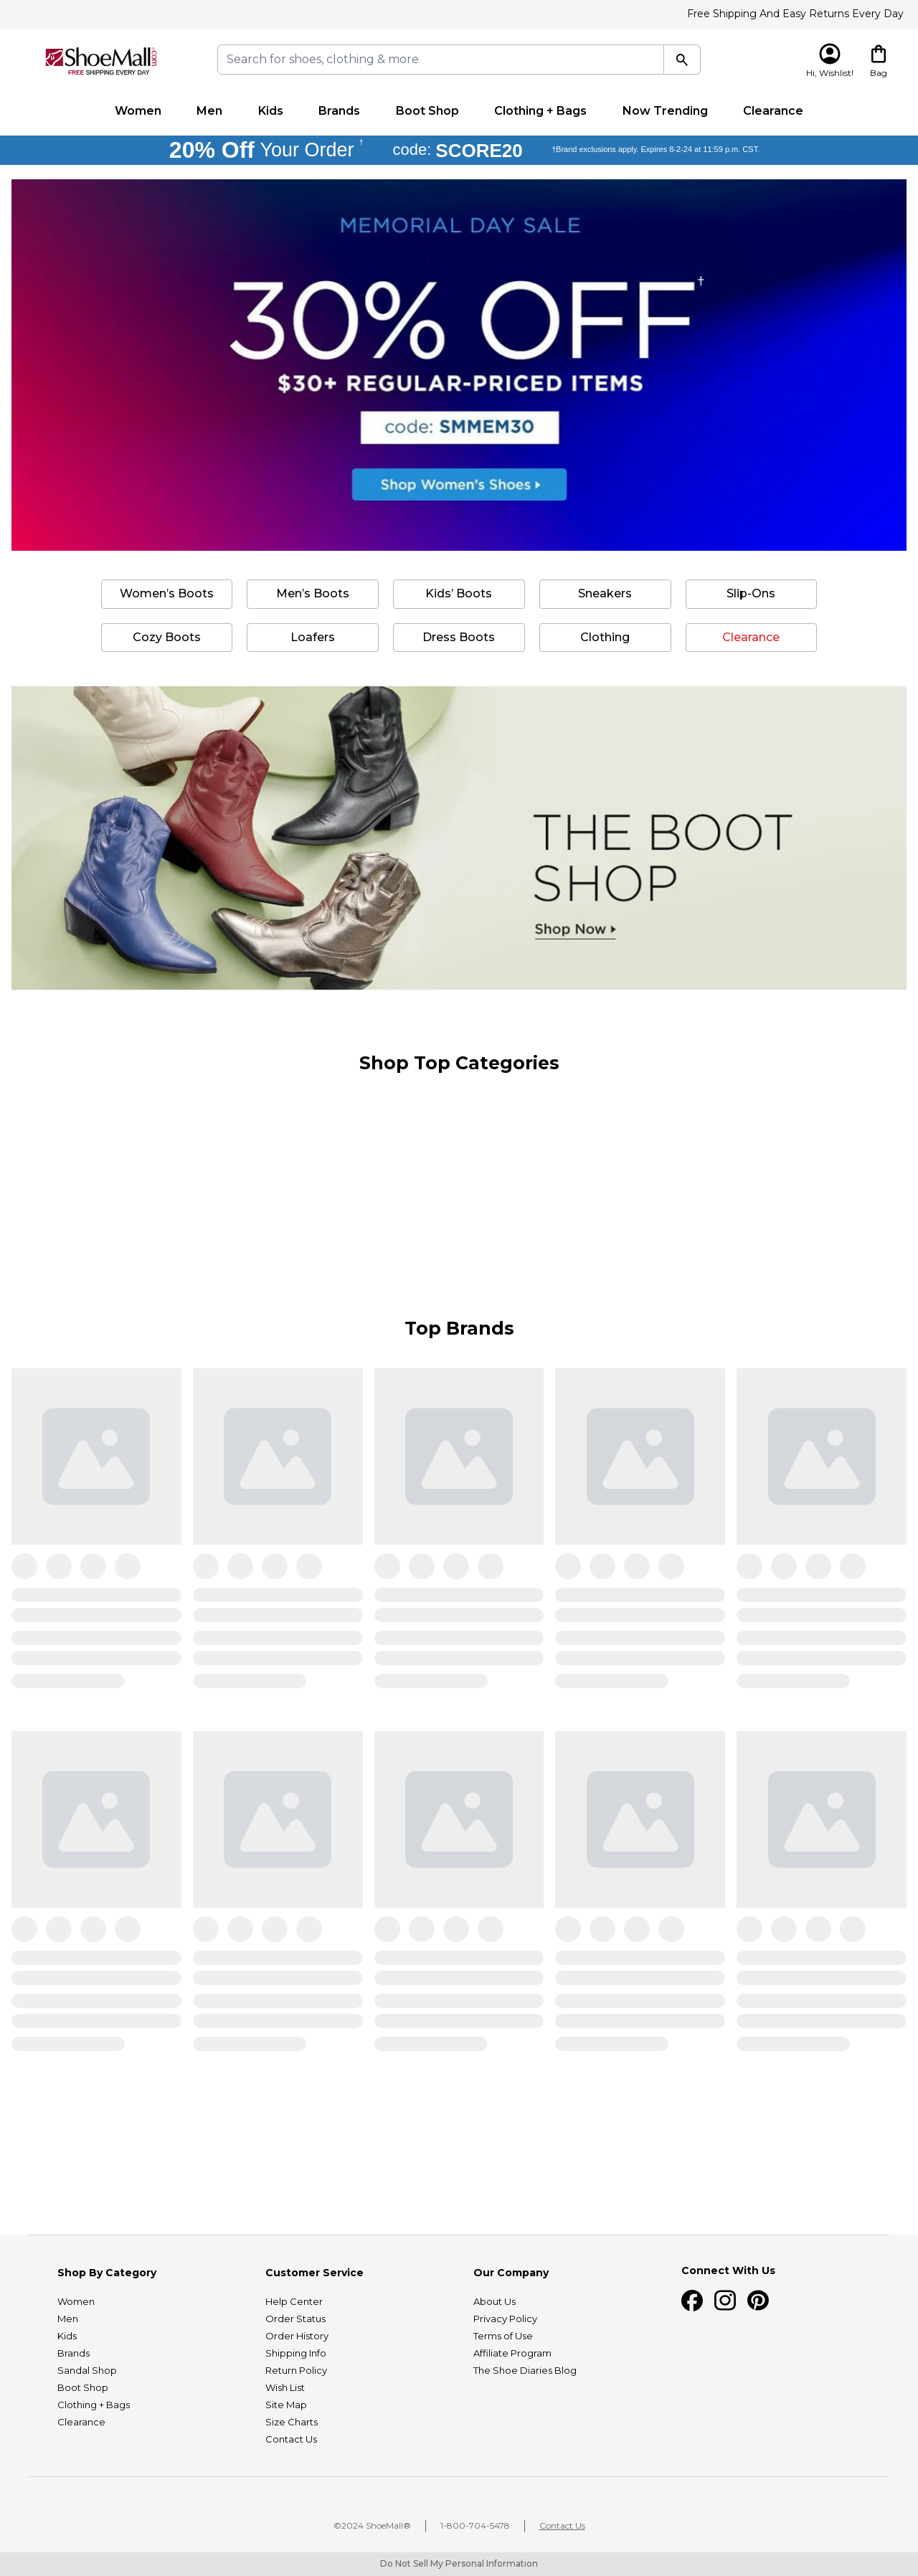 Free Shipping And Easy Returns Every Day
ShoeMall.com
FREE SHIPPING EVERY DAY
Search for shoes, clothing & more
Hi, Wishlist!
Bag
Women Men Kids Brands Boot Shop Clothing + Bags Now Trending Clearance
20% Off Your Order † code: SCORE20 †Brand exclusions apply. Expires 8-2-24 at 11:59 p.m. CST.
MEMORIAL DAY SALE
30% OFF†
$30+ REGULAR-PRICED ITEMS
code: SMMEM30
Shop Women's Shoes
Women's Boots Men's Boots Kids' Boots Sneakers Slip-Ons
Cozy Boots Loafers Dress Boots Clothing Clearance
THE BOOT
SHOP
Shop Now
Shop Top Categories
Top Brands
Shop By Category
Women
Men
Kids
Brands
Sandal Shop
Boot Shop
Clothing + Bags
Clearance
Customer Service
Help Center
Order Status
Order History
Shipping Info
Return Policy
Wish List
Site Map
Size Charts
Contact Us
Our Company
About Us
Privacy Policy
Terms of Use
Affiliate Program
The Shoe Diaries Blog
Connect With Us
©2024 ShoeMall® 1-800-704-5478 Contact Us
Do Not Sell My Personal Information